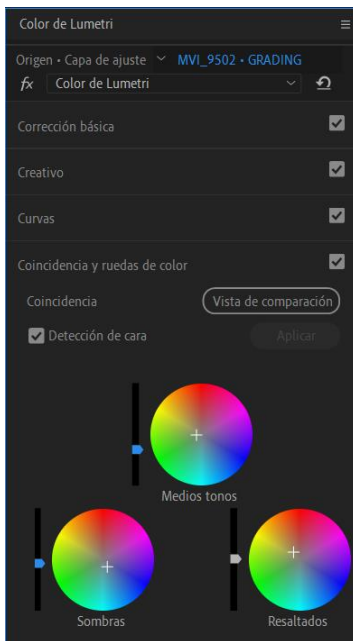 Color de Lumetri
Origen • Capa de ajuste MVI_9502 • GRADING
fx Color de Lumetri
Corrección básica
Creativo
Curvas
Coincidencia y ruedas de color
Coincidencia Vista de comparación
Detección de cara Aplicar
Medios tonos
Sombras Resaltados